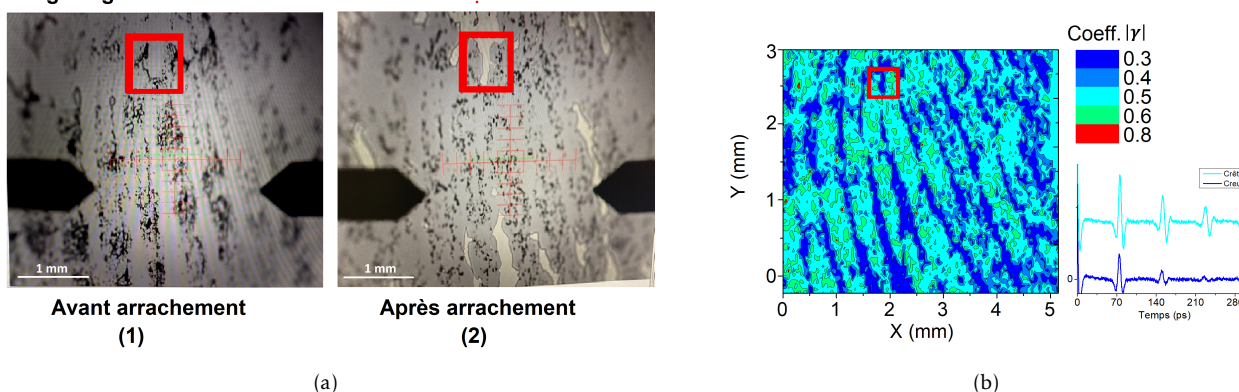 1 mm
1 mm
Avant arrachement
(1)
Après arrachement
(2)
(a)
Coeff. |γ|
0.3
0.4
0.5
0.6
0.8
3
2
1
0
Y (mm)
0 1 2 3 4 5
X (mm)
0
0 70 140 210 280
Temps (ps)
(b)